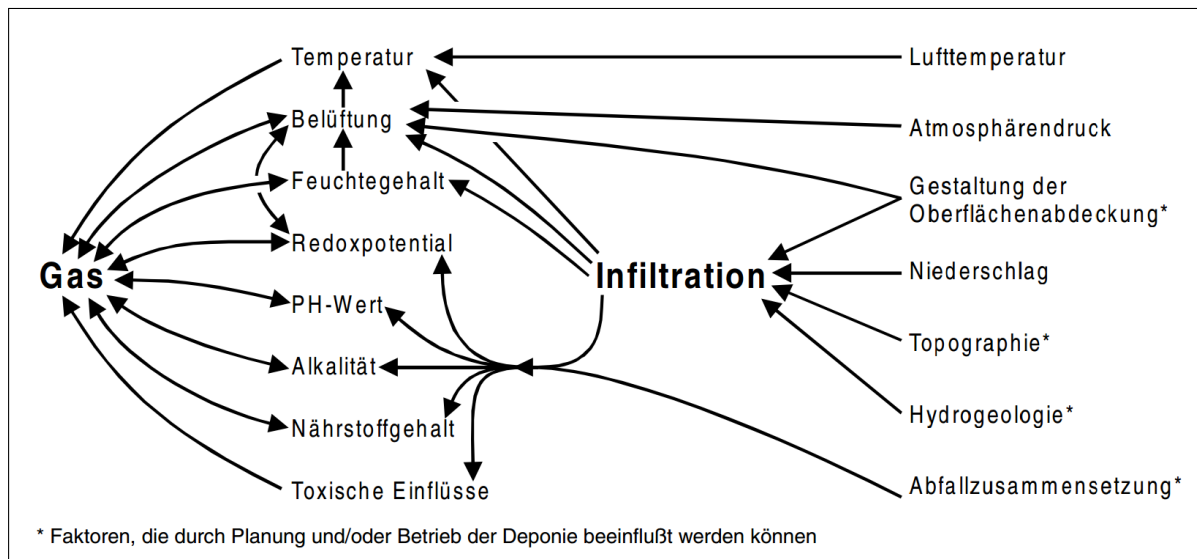 Temperatur
Lufttemperatur
Belüftung
Atmosphärendruck
Feuchtegehalt
Gestaltung der
Oberflächenabdeckung*
Redoxpotential
Gas
Infiltration
Niederschlag
PH-Wert
Topographie*
Alkalität
Hydrogeologie*
Nährstoffgehalt
Toxische Einflüsse
Abfallzusammensetzung*
* Faktoren, die durch Planung und/oder Betrieb der Deponie beeinflußt werden können